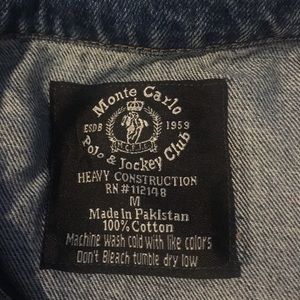 Monte Carlo
ESDB 1959
Polo & Jockey Club
HEAVY CONSTRUCTION
RN#112148
M
Made in Pakistan
100% Cotton
Machine wash cold with like colors
Don't Bleach tumble dry low